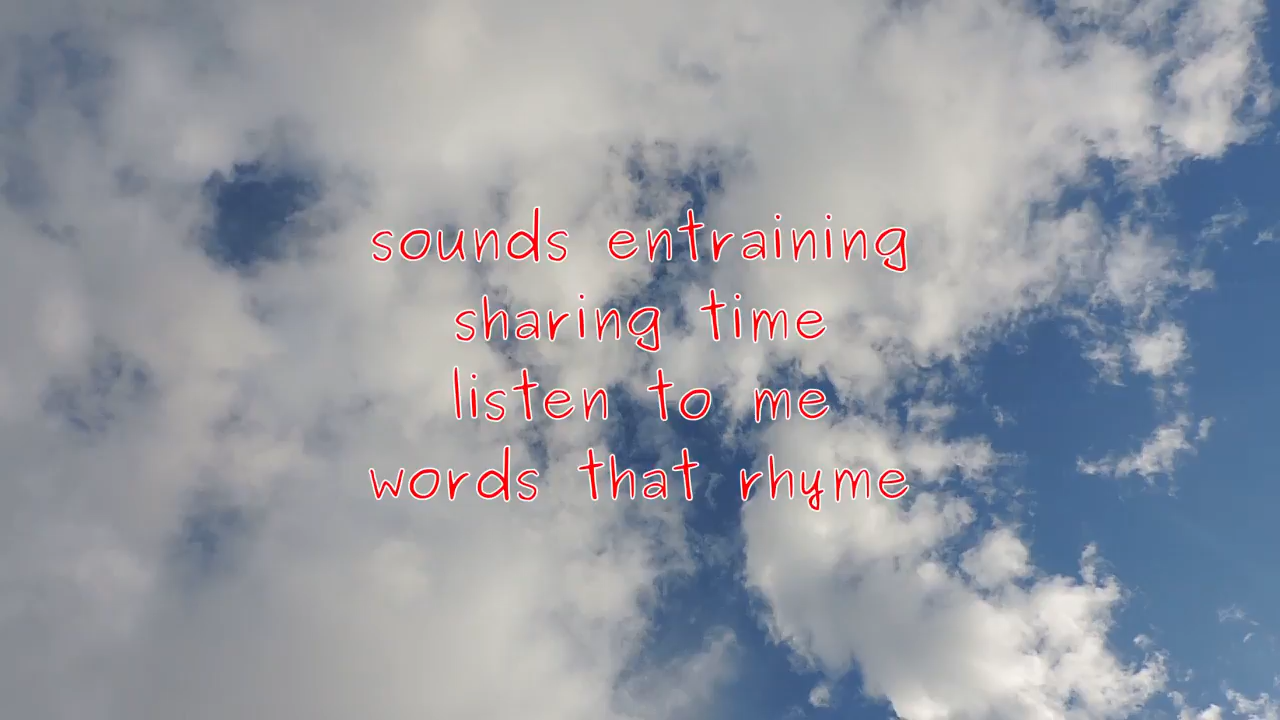 sounds entraining
sharing time
listen to me
words that rhyme